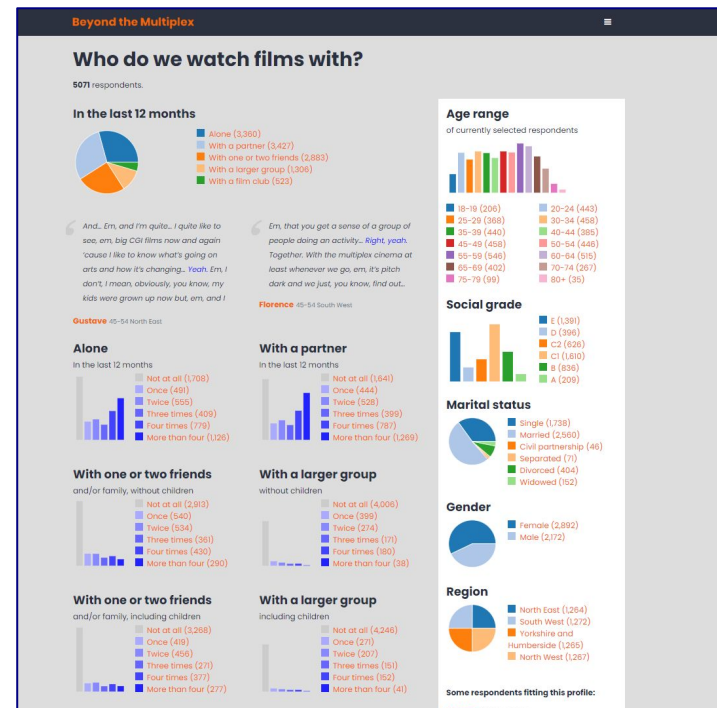 Beyond the Multiplex
Who do we watch films with?
5071 respondents.
In the last 12 months
Alone (3,360)
With a partner (3,427)
With one or two friends (2,883)
With a larger group (1,306)
With a film club (523)
And... Em, and I'm quite... I quite like to
see, em, big CGI films now and again
'cause I like to know what's going on
arts and how it's changing... Yeah. Em, I
don't, I mean, obviously, you know, my
kids were grown up now but, em, and I
Gustave 45-54 North East
Em, that you get a sense of a group of
people doing an activity... Right, yeah.
Together. With the multiplex cinema at
least whenever we go, em, it's pitch
dark and we just, you know, find out...
Florence 45-54 South West
Alone
In the last 12 months
Not at all (1,708)
Once (491)
Twice (555)
Three times (409)
Four times (779)
More than four (1,126)
With a partner
In the last 12 months
Not at all (1,641)
Once (444)
Twice (528)
Three times (399)
Four times (787)
More than four (1,269)
With one or two friends
and/or family, without children
Not at all (2,913)
Once (540)
Twice (534)
Three times (361)
Four times (430)
More than four (290)
With a larger group
without children
Not at all (4,006)
Once (399)
Twice (274)
Three times (171)
Four times (180)
More than four (38)
With one or two friends
and/or family, including children
Not at all (3,268)
Once (419)
Twice (456)
Three times (271)
Four times (377)
More than four (277)
With a larger group
including children
Not at all (4,246)
Once (271)
Twice (207)
Three times (151)
Four times (152)
More than four (41)
Age range
of currently selected respondents
18-19 (206)
20-24 (443)
25-29 (368)
30-34 (458)
35-39 (440)
40-44 (385)
45-49 (458)
50-54 (446)
55-59 (546)
60-64 (515)
65-69 (402)
70-74 (267)
75-79 (99)
80+ (35)
Social grade
E (1,391)
D (396)
C2 (626)
C1 (1,610)
B (836)
A (209)
Marital status
Single (1,738)
Married (2,560)
Civil partnership (46)
Separated (71)
Divorced (404)
Widowed (152)
Gender
Female (2,892)
Male (2,172)
Region
North East (1,264)
South West (1,272)
Yorkshire and
Humberside (1,265)
North West (1,267)
Some respondents fitting this profile: